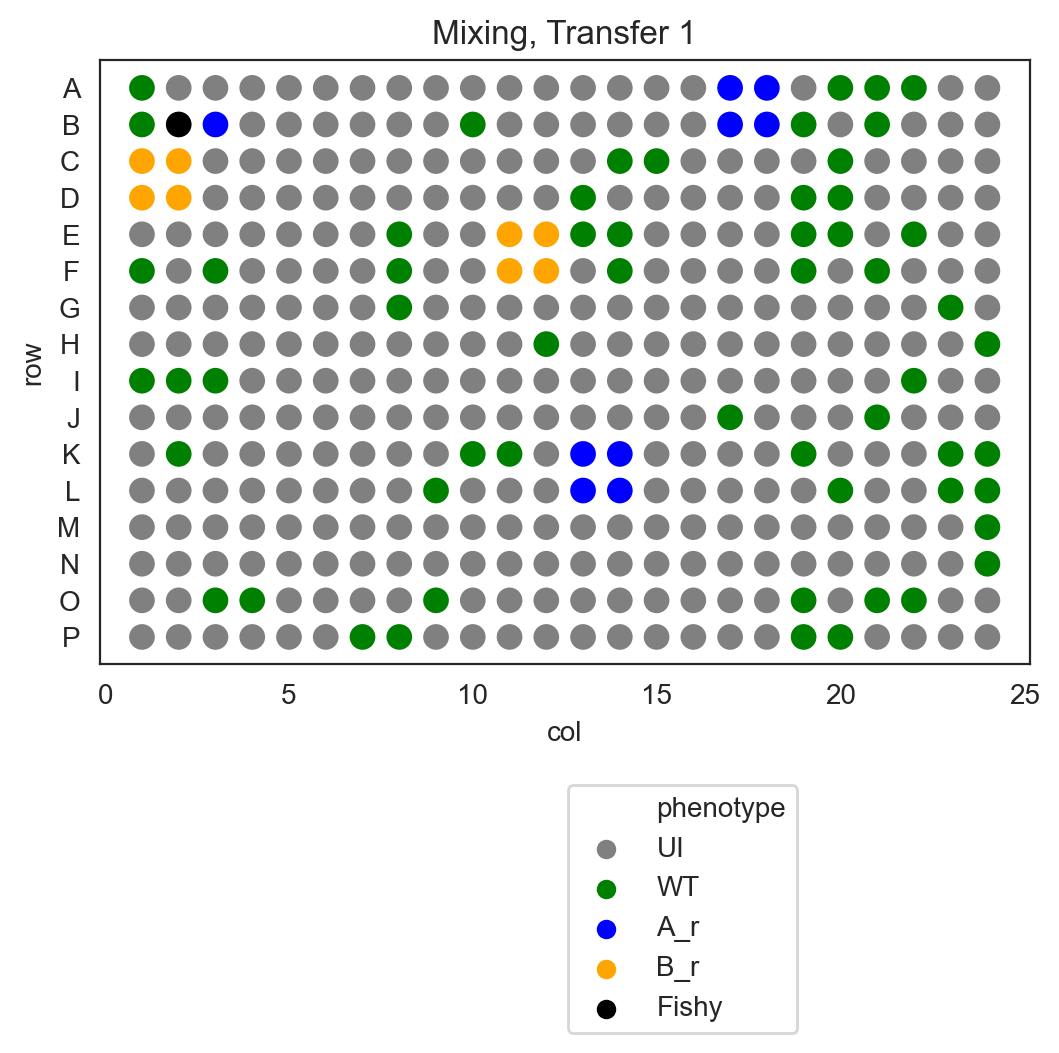 Mixing, Transfer 1
A
B
C
D
E
F
G
H
I
J
K
L
M
N
O
P
row
0 5 10 15 20 25
col
phenotype
UI
WT
A_r
B_r
Fishy